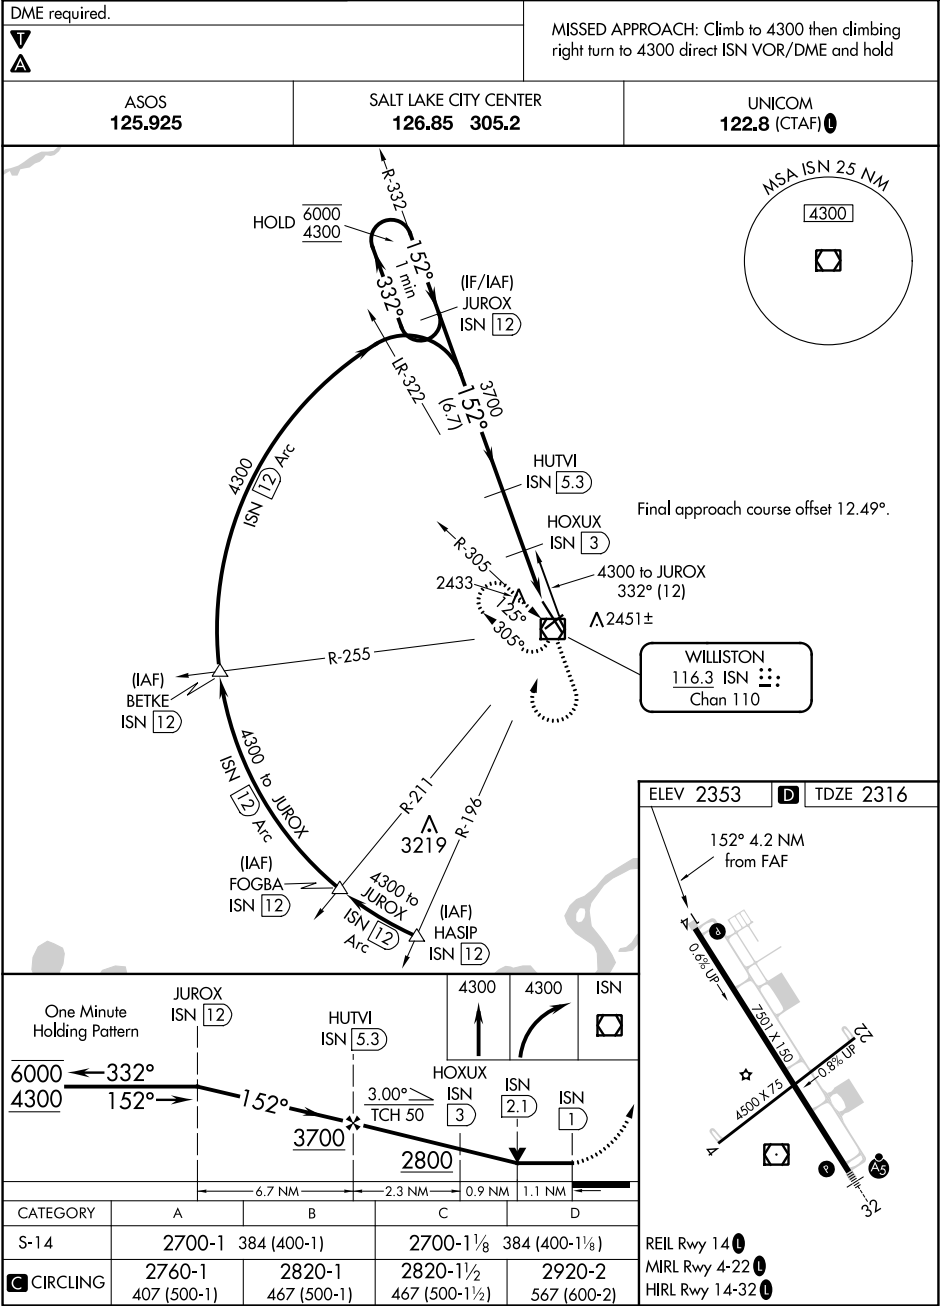 DME required.
T
A
MISSED APPROACH: Climb to 4300 then climbing
right turn to 4300 direct ISN VOR/DME and hold
ASOS
125.925
SALT LAKE CITY CENTER
126.85 305.2
UNICOM
122.8 (CTAF) L
MSA ISN 25 NM
4300
R-332
HOLD 6000
4300
152°
1 min
332°
(IF/IAF)
JUROX
ISN 12
LR-322
3700
152°
(6.7)
4300
ISN 12 Arc
HUTVI
ISN 5.3
Final approach course offset 12.49°.
HOXUX
ISN 3
R-305
4300 to JUROX
332° (12)
2433
125°
305°
2451±
R-255
WILLISTON
116.3 ISN
Chan 110
(IAF)
BETKE
ISN 12
4300 to JUROX
ISN 12 Arc
R-211
R-196
3219
(IAF)
FOGBA
ISN 12
4300 to
JUROX
ISN 12
Arc
(IAF)
HASIP
ISN 12
ELEV 2353 D TDZE 2316
152° 4.2 NM
from FAF
14
P
0.6% UP
7501 X 150
22
0.8% UP
4500 X 75
4
P
A5
32
REIL Rwy 14 L
MIRL Rwy 4-22 L
HIRL Rwy 14-32 L
One Minute
Holding Pattern
JUROX
ISN 12
HUTVI
ISN 5.3
4300
4300
ISN
6000 332°
4300 152°
152°
3700
3.00°
TCH 50
HOXUX
ISN
3
ISN
2.1
ISN
1
2800
6.7 NM 2.3 NM 0.9 NM 1.1 NM
CATEGORY A B C D
S-14 2700-1 384 (400-1) 2700-1⅛ 384 (400-1⅛)
C CIRCLING 2760-1 2820-1 2820-1½ 2920-2
407 (500-1) 467 (500-1) 467 (500-1½) 567 (600-2)